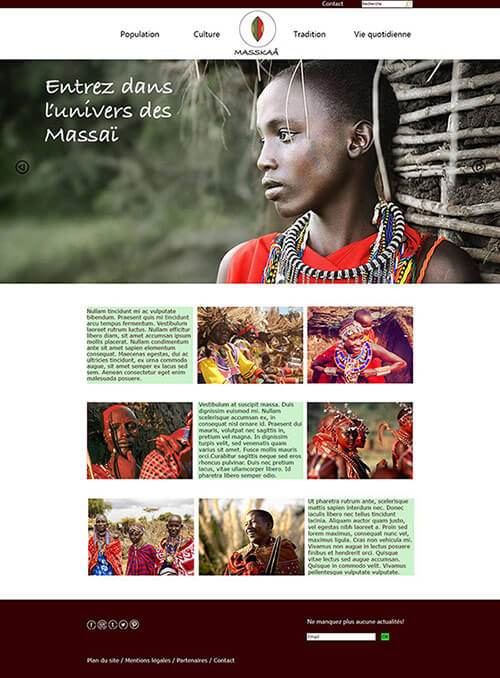 Contact
Recherche
Population
Culture
Tradition
Vie quotidienne
MASSKAÂ
Entrez dans
l'univers des
Massaï
Nullam tincidunt mi ac vulputate
bibendum. Praesent quis mi tincidunt
arcu tempus fermentum. Vestibulum
laoreet rutrum luctus. Nullam efficitur
libero diam, sit amet accumsan ipsum
mollis placerat. Nullam condimentum
ante sit amet sapien elementum
consequat. Maecenas egestas, dui ac
ultricies tincidunt, ex urna commodo
augue, sit amet semper ex lacus sed
sem. Aenean consectetur eget enim
malesuada posuere.
Vestibulum at suscipit massa. Duis
dignissim euismod mi. Nullam
scelerisque accumsan ex, in
consequat nisl ornare id. Praesent dui
mauris, volutpat nec sagittis in,
pretium vel magna. In dignissim
turpis velit, sed venenatis quam
varius sit amet. Fusce mollis mauris
orci.Curabitur sagittis neque sed eros
rhoncus pulvinar. Duis nec pretium
lacus, vitae ullamcorper libero. Id
pharetra libero semper odio.
Ut pharetra rutrum ante, scelerisque
mattis sapien interdum nec. Donec
iaculis libero nec tellus tincidunt
lacinia. Aliquam auctor quam justo,
vel egestas nibh laoreet a. Proin sed
lorem maximus, consequat nunc vel,
maximus ligula. Cras non vehicula mi.
Vivamus non augue in lectus posuere
finibus et hendrerit orci. Quisque
vitae lectus sed augue accumsan.
Quisque in commodo velit. Vivamus
pellentesque vulputate vulputate.
Ne manquez plus aucune actualités!
Email
OK
Plan du site / Mentions légales / Partenaires / Contact